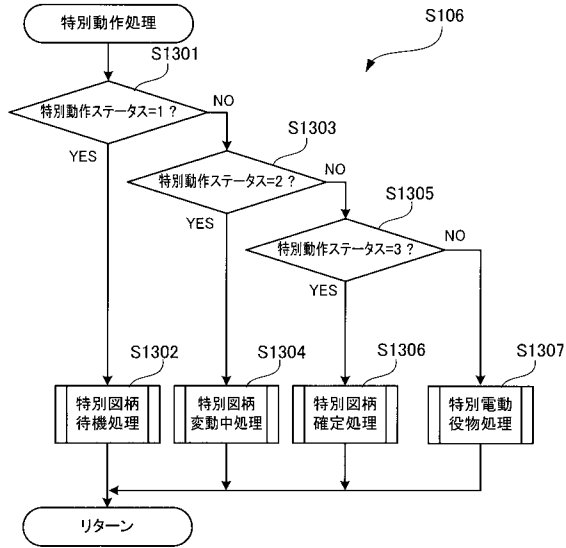 特別動作処理
S106
S1301
特別動作ステータス=1 ?
NO
YES
S1303
特別動作ステータス=2 ?
NO
YES
S1305
特別動作ステータス=3 ?
NO
YES
S1302
特別図柄
待機処理
S1304
特別図柄
変動中処理
S1306
特別図柄
確定処理
S1307
特別電動
役物処理
リターン